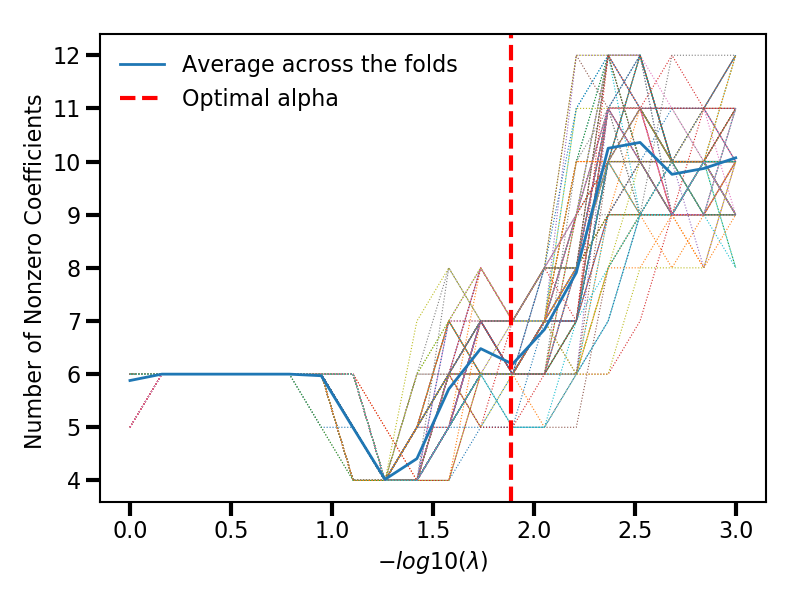 12
11
10
9
8
7
6
5
4
Number of Nonzero Coefficients
Average across the folds
Optimal alpha
0.0 0.5 1.0 1.5 2.0 2.5 3.0
−log10(λ)